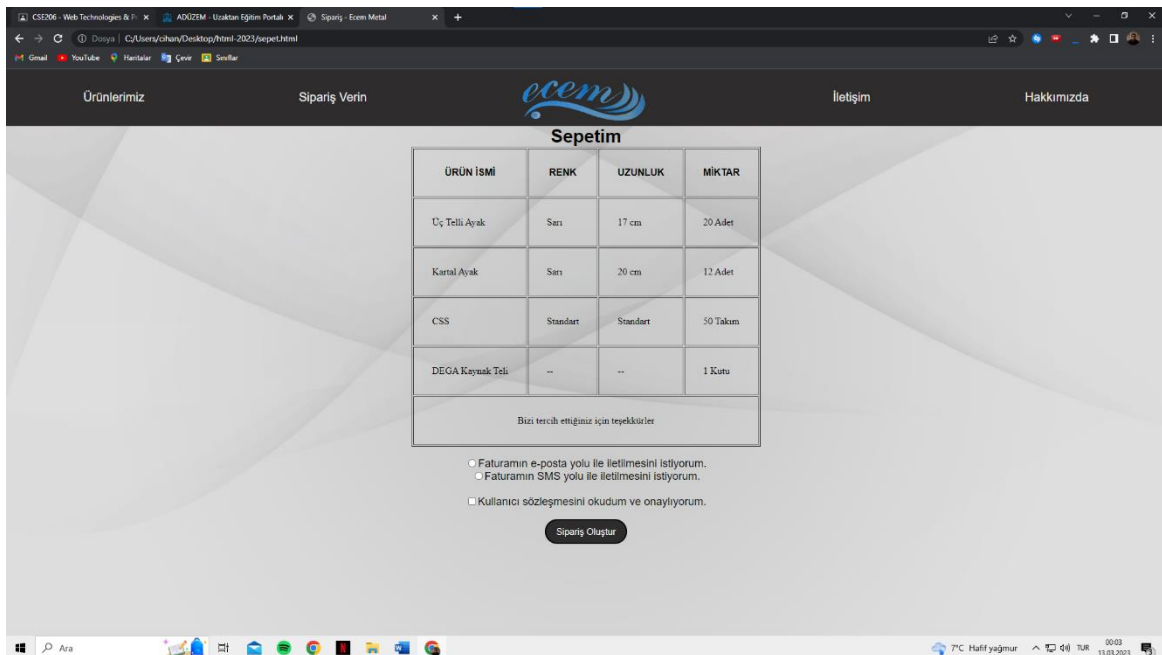 CSE206 - Web Technologies & Pr
ADÜZEM - Uzaktan Eğitim Portalı
Sipariş - Ecem Metal
Dosya | C:/Users/cihan/Desktop/html-2023/sepet.html
Gmail YouTube Haritalar Çevir Sınıflar
Ürünlerimiz Sipariş Verin ecem İletişim Hakkımızda
Sepetim
ÜRÜN İSMİ RENK UZUNLUK MİKTAR
Üç Telli Ayak Sarı 17 cm 20 Adet
Kartal Ayak Sarı 20 cm 12 Adet
CSS Standart Standart 50 Takım
DEGA Kaynak Teli -- -- 1 Kutu
Bizi tercih ettiğiniz için teşekkürler
Faturamın e-posta yolu ile iletilmesini istiyorum.
Faturamın SMS yolu ile iletilmesini istiyorum.
Kullanıcı sözleşmesini okudum ve onaylıyorum.
Sipariş Oluştur
Ara 7°C Hafif yağmur TUR 00:03
13.03.2023